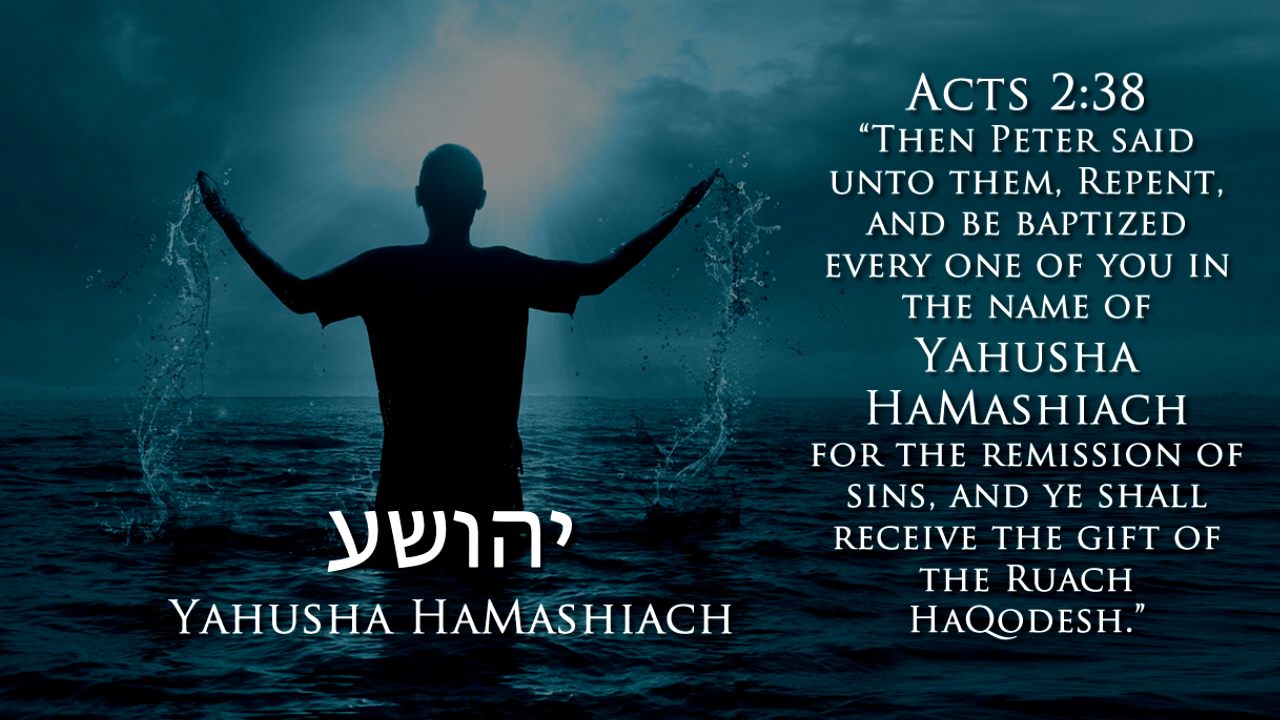 Acts 2:38
“Then Peter said
unto them, Repent,
and be baptized
every one of you in
the name of
Yahusha
HaMashiach
for the remission of
sins, and ye shall
receive the gift of
the Ruach
HaQodesh.”
יהושע
Yahusha HaMashiach